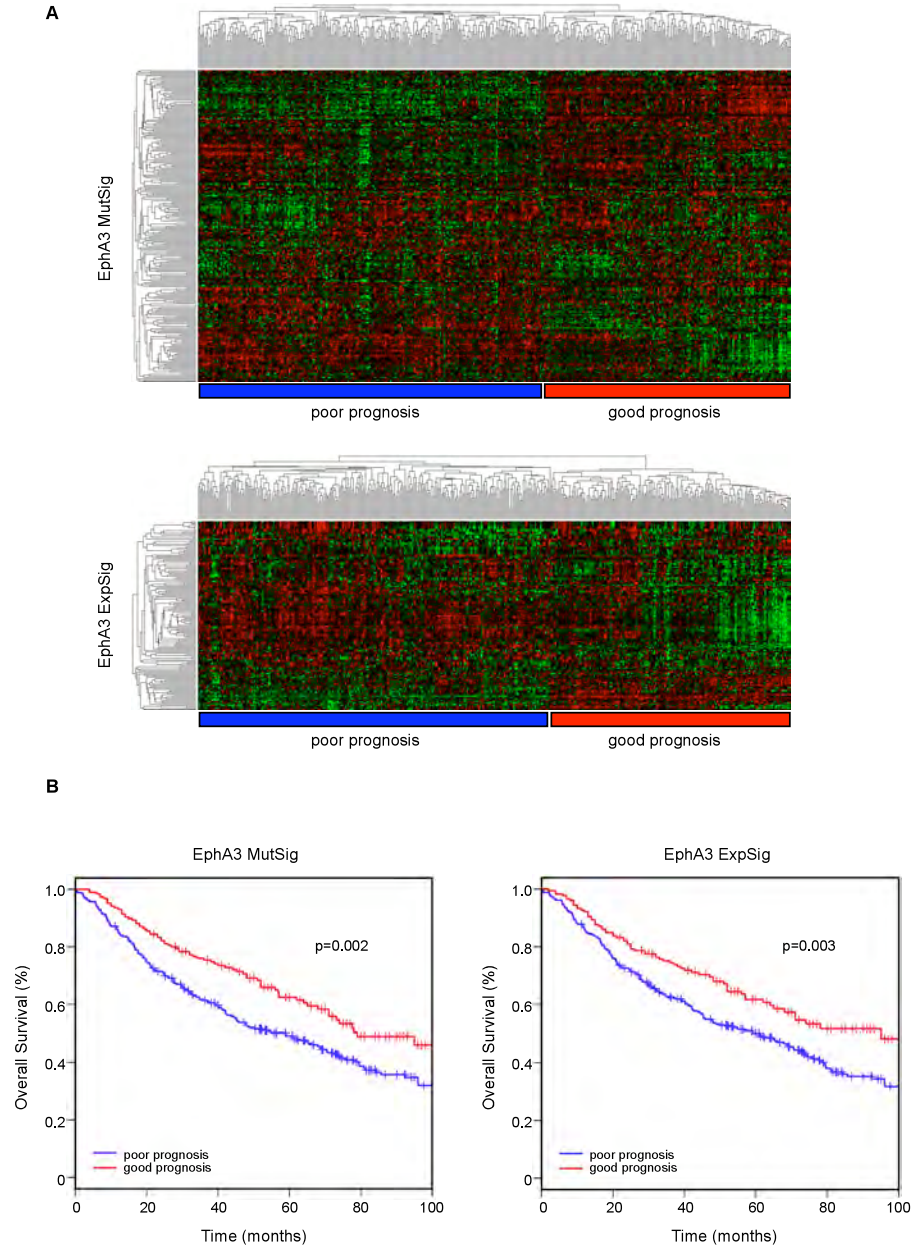 A
EphA3 MutSig
poor prognosis good prognosis
EphA3 ExpSig
poor prognosis good prognosis
B
EphA3 MutSig
Overall Survival (%)
1.0
0.8
0.6
0.4
0.2
0
p=0.002
poor prognosis
good prognosis
0 20 40 60 80 100
Time (months)
EphA3 ExpSig
Overall Survival (%)
1.0
0.8
0.6
0.4
0.2
0
p=0.003
poor prognosis
good prognosis
0 20 40 60 80 100
Time (months)